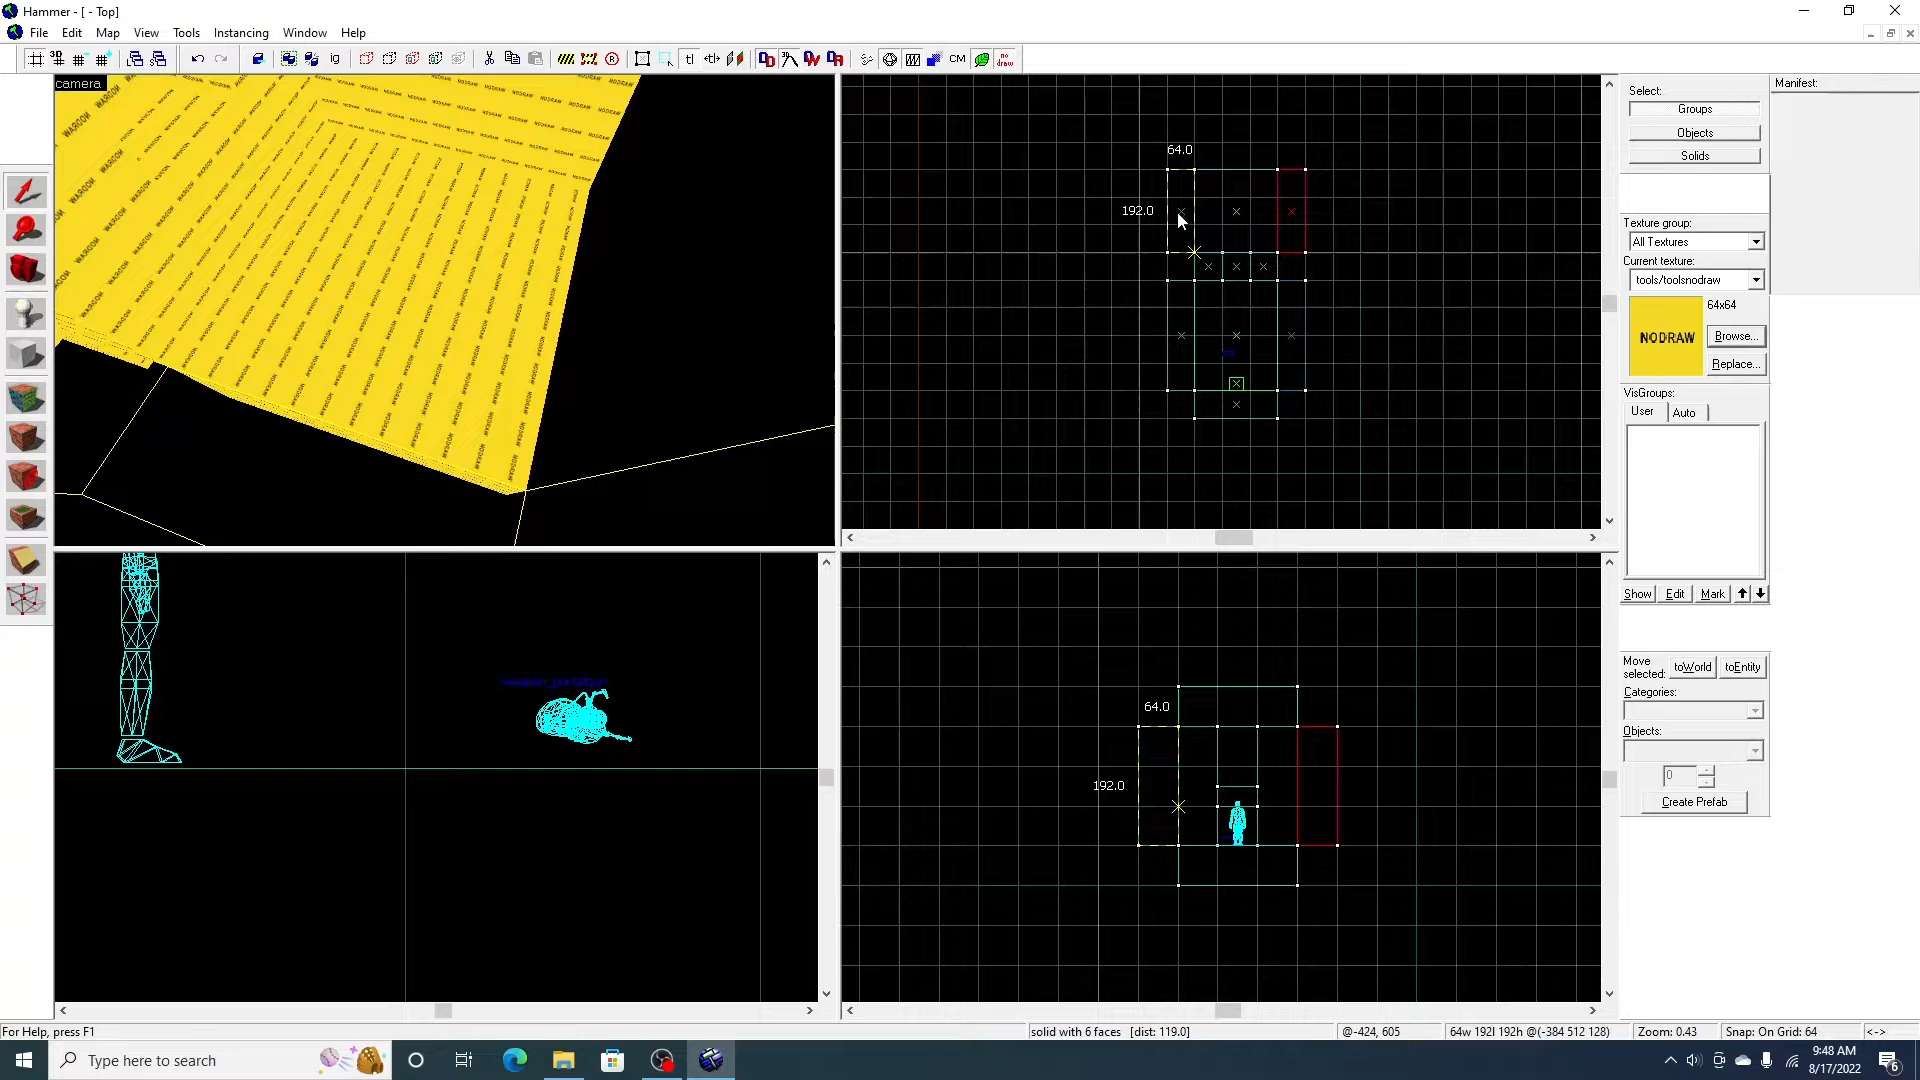 Hammer - [ - Top]
File Edit Map View Tools Instancing Window Help
camera
NODRAW
64.0
192.0
64.0
192.0
Select:
Groups
Objects
Solids
Manifest:
Texture group:
All Textures
Current texture:
tools/toolsnodraw
64x64
NODRAW
Browse...
Replace...
VisGroups:
User Auto
Show Edit Mark
Move selected: toWorld toEntity
Categories:
Objects:
0
Create Prefab
For Help, press F1
solid with 6 faces [dist: 119.0]
@-424, 605
64w 192l 192h @(-384 512 128)
Zoom: 0.43
Snap: On Grid: 64
<->
Type here to search
9:48 AM
8/17/2022
6